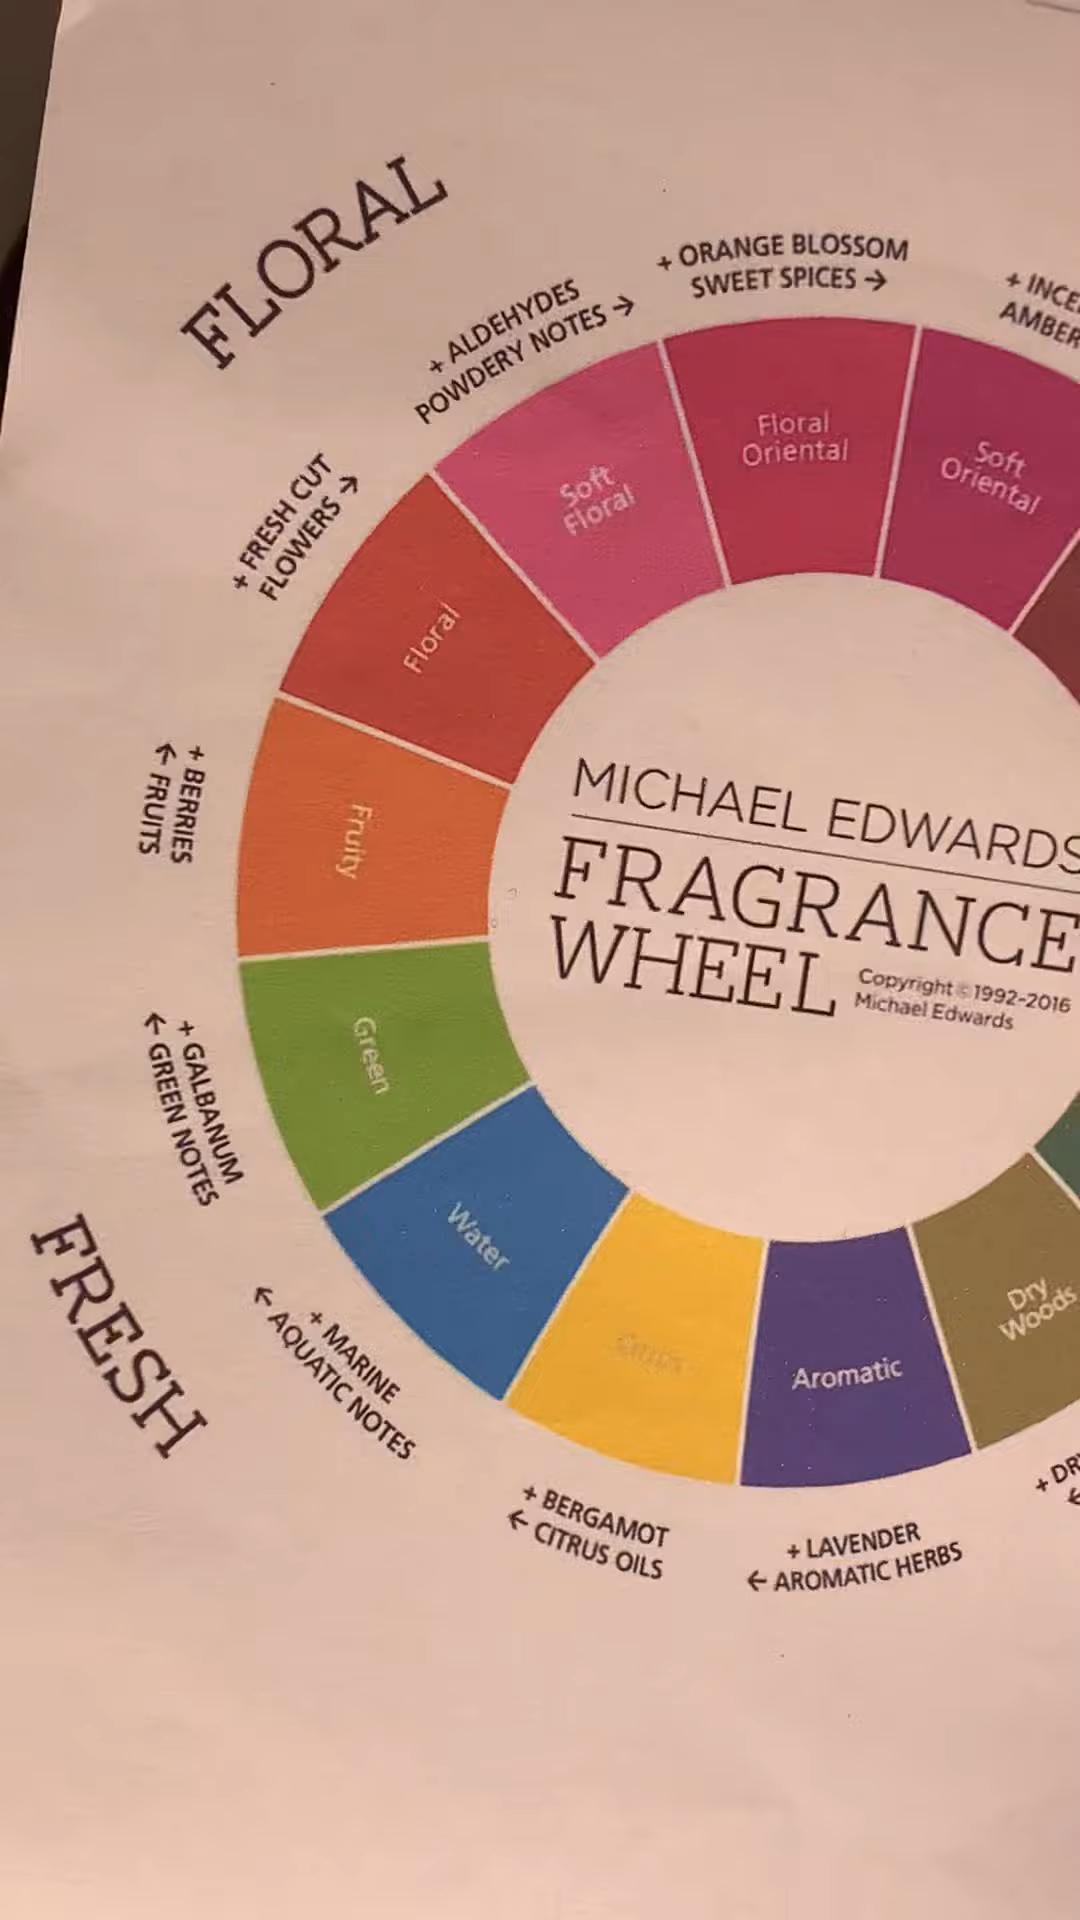 FLORAL
+ ORANGE BLOSSOM
SWEET SPICES →
+ ALDEHYDES
POWDERY NOTES →
+ FRESH CUT
FLOWERS →
Floral
Oriental
Soft
Oriental
Soft
Floral
Floral
+ BERRIES
← FRUITS
Fruity
MICHAEL EDWARDS
FRAGRANCE
WHEEL
Copyright © 1992-2016
Michael Edwards
Green
+ GALBANUM
← GREEN NOTES
FRESH
Water
+ MARINE
← AQUATIC NOTES
Citrus
Aromatic
Dry
Woods
+ BERGAMOT
← CITRUS OILS
+ LAVENDER
← AROMATIC HERBS
AMBER